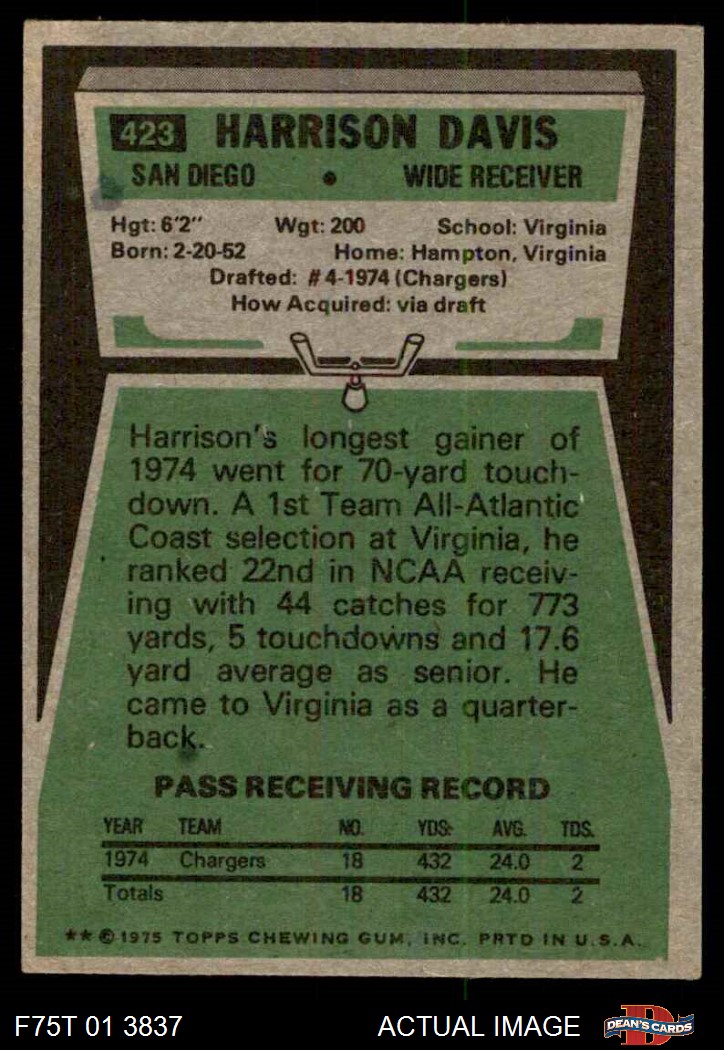 423 HARRISON DAVIS
SAN DIEGO • WIDE RECEIVER
Hgt: 6'2" Wgt: 200 School: Virginia
Born: 2-20-52 Home: Hampton, Virginia
Drafted: #4-1974 (Chargers)
How Acquired: via draft
Harrison's longest gainer of
1974 went for 70-yard touch-
down. A 1st Team All-Atlantic
Coast selection at Virginia, he
ranked 22nd in NCAA receiv-
ing with 44 catches for 773
yards, 5 touchdowns and 17.6
yard average as senior. He
came to Virginia as a quarter-
back.
PASS RECEIVING RECORD
YEAR TEAM NO. YDS. AVG. TDS.
1974 Chargers 18 432 24.0 2
Totals 18 432 24.0 2
** © 1975 TOPPS CHEWING GUM, INC. PRTD IN U.S.A.
F75T 01 3837 ACTUAL IMAGE DEAN'S CARDS